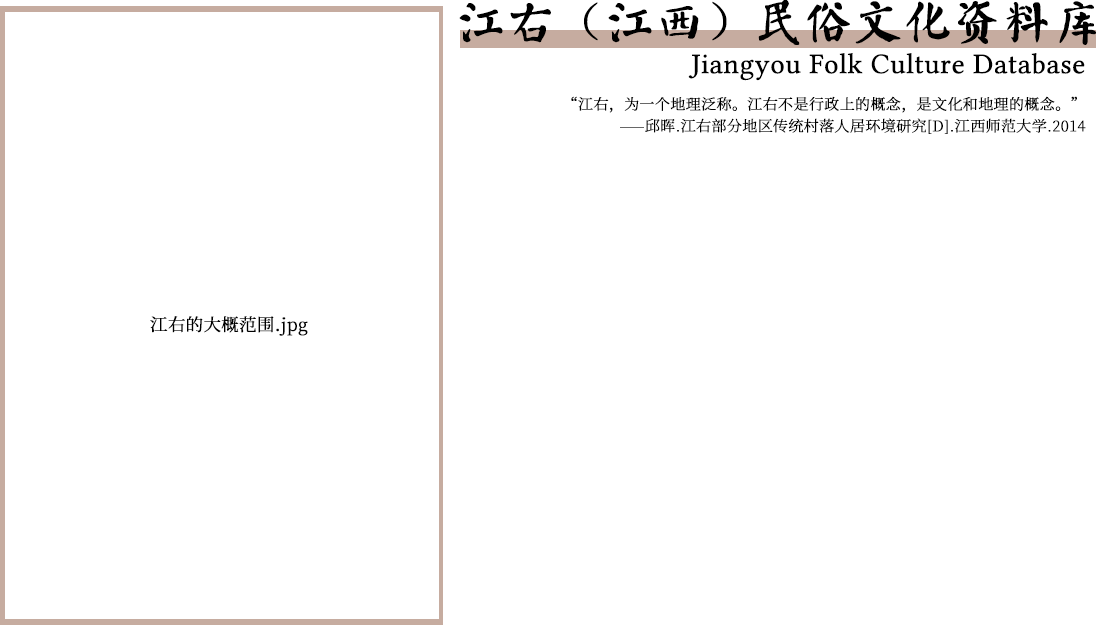 江右（江西）民俗文化资料库
Jiangyou Folk Culture Database
“江右，为一个地理泛称。江右不是行政上的概念，是文化和地理的概念。”
——邱晖.江右部分地区传统村落人居环境研究[D].江西师范大学.2014
江右的大概范围.jpg